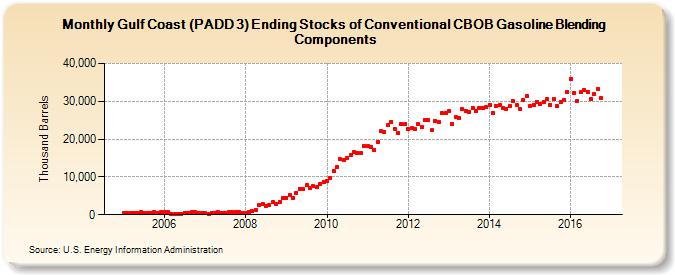 Monthly Gulf Coast (PADD 3) Ending Stocks of Conventional CBOB Gasoline Blending
Components
Thousand Barrels
40,000
30,000
20,000
10,000
0
2006 2008 2010 2012 2014 2016
Source: U.S. Energy Information Administration